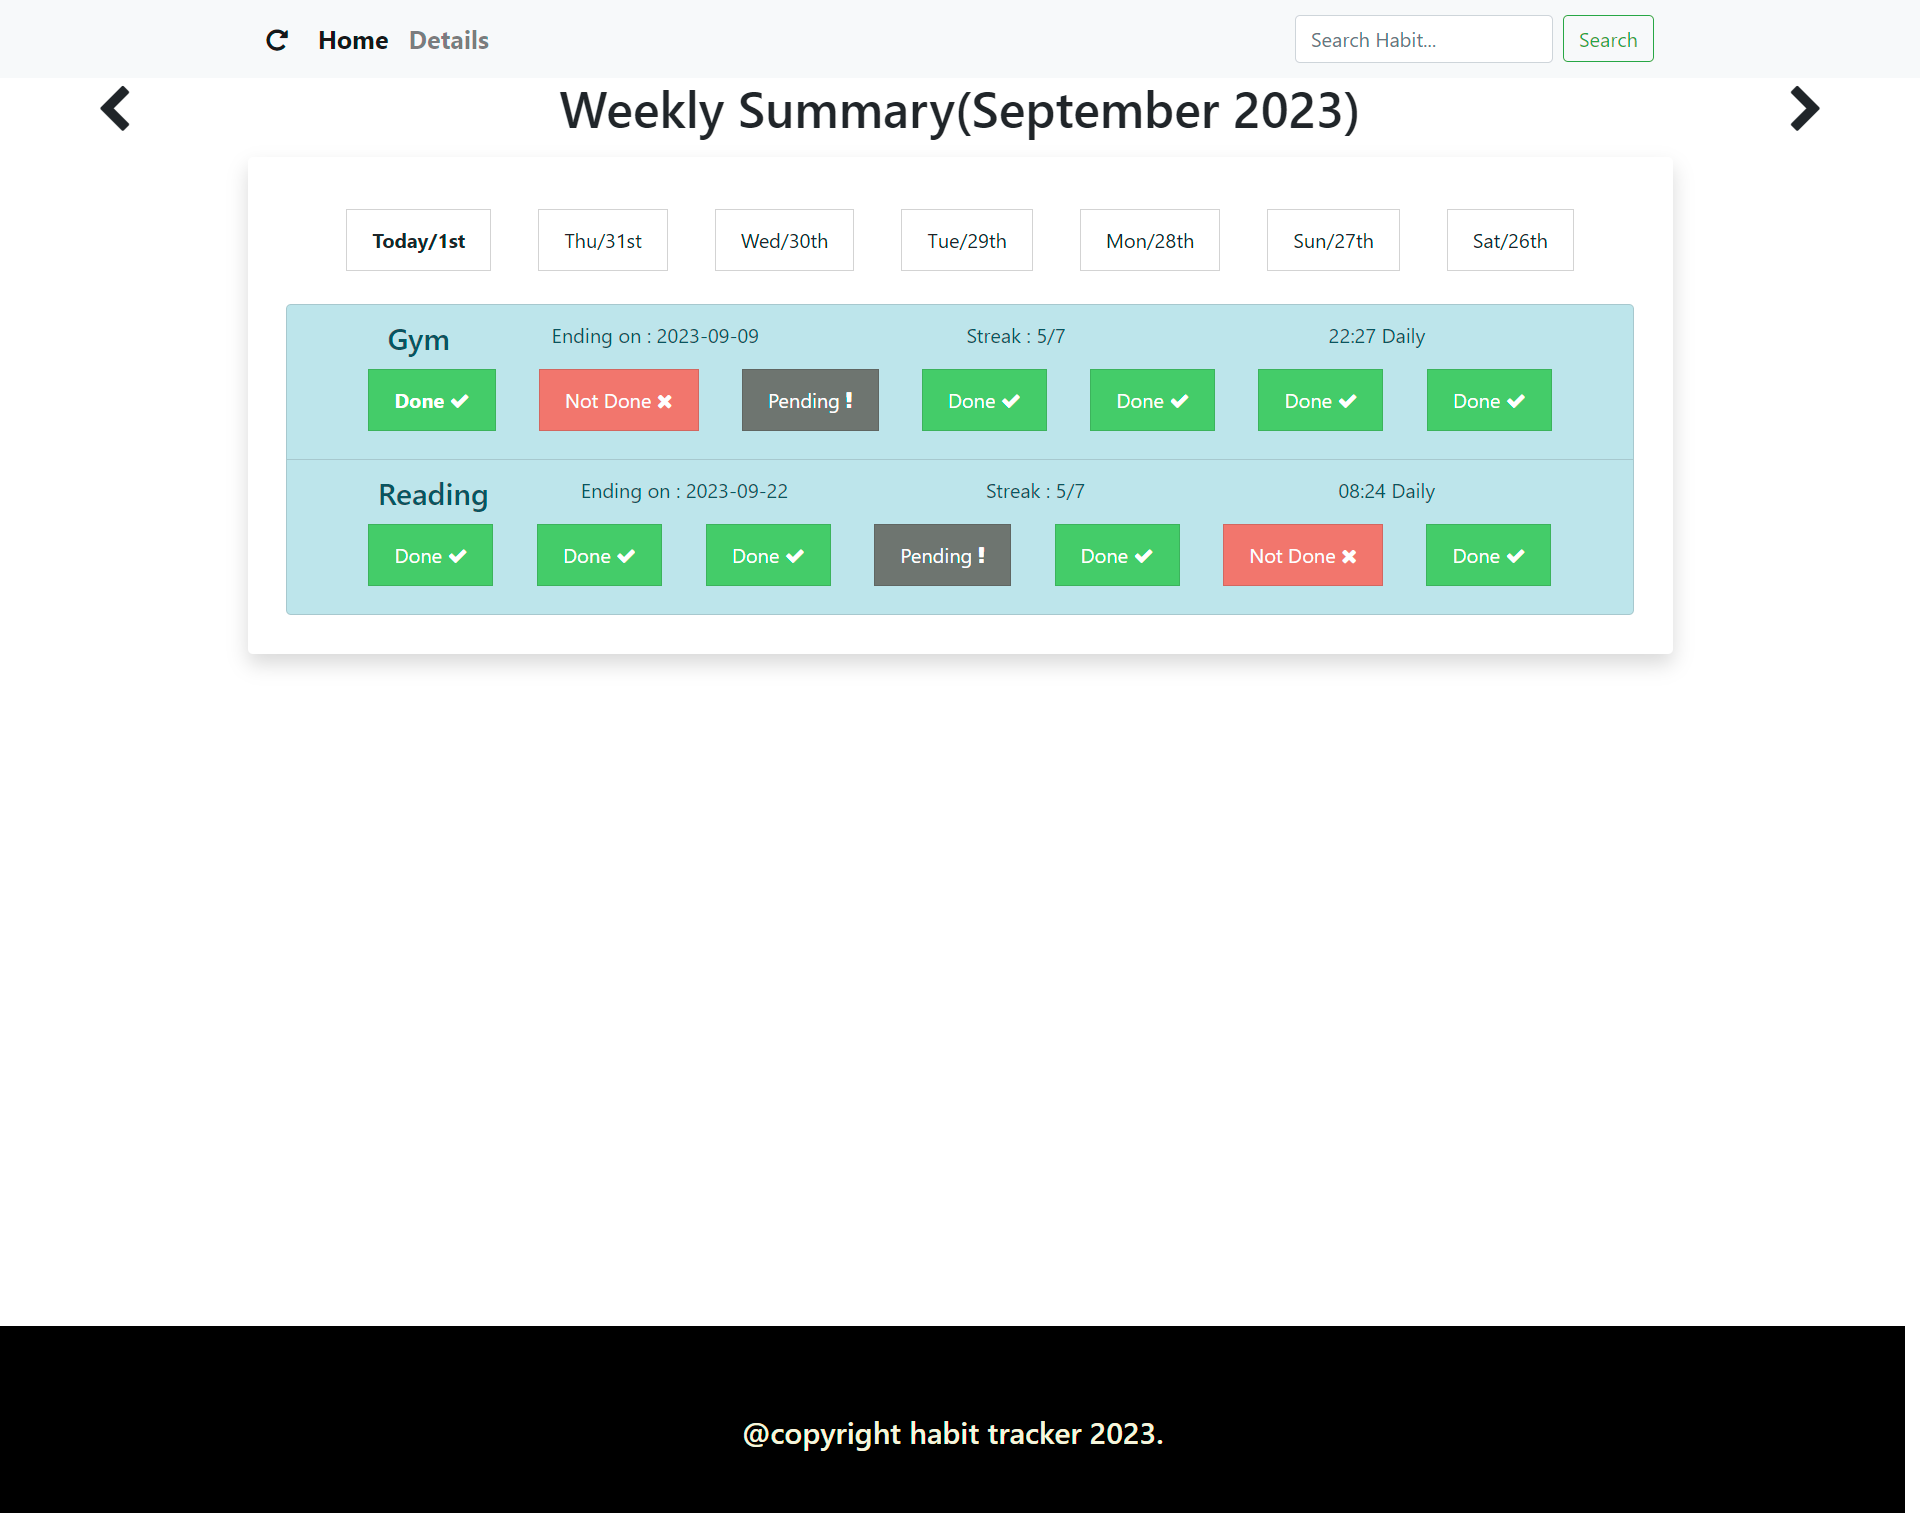 Home Details Search Habit... Search
Weekly Summary(September 2023)
Today/1st Thu/31st Wed/30th Tue/29th Mon/28th Sun/27th Sat/26th
Gym Ending on : 2023-09-09 Streak : 5/7 22:27 Daily
Done Not Done Pending Done Done Done Done
Reading Ending on : 2023-09-22 Streak : 5/7 08:24 Daily
Done Done Done Pending Done Not Done Done
@copyright habit tracker 2023.